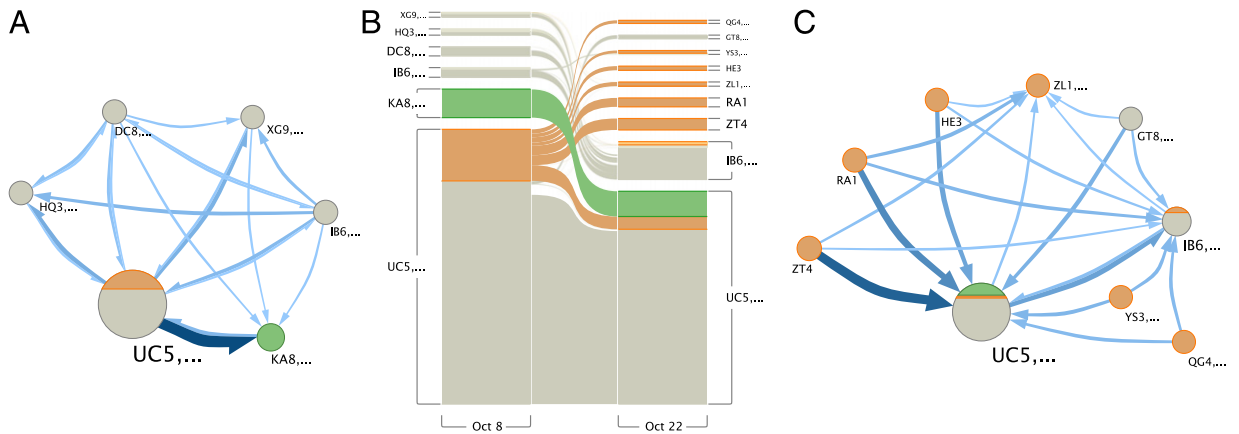 A
DC8,...
XG9,...
HQ3,...
IB6,...
UC5,...
KA8,...
B
XG9,...
HQ3,...
DC8,...
IB6,...
KA8,...
UC5,...
QG4,...
GT8,...
YS3,...
HE3
ZL1,...
RA1
ZT4
IB6,...
UC5,...
Oct 8
Oct 22
C
ZL1,...
HE3
GT8,...
RA1
IB6,...
ZT4
YS3,...
UC5,...
QG4,...